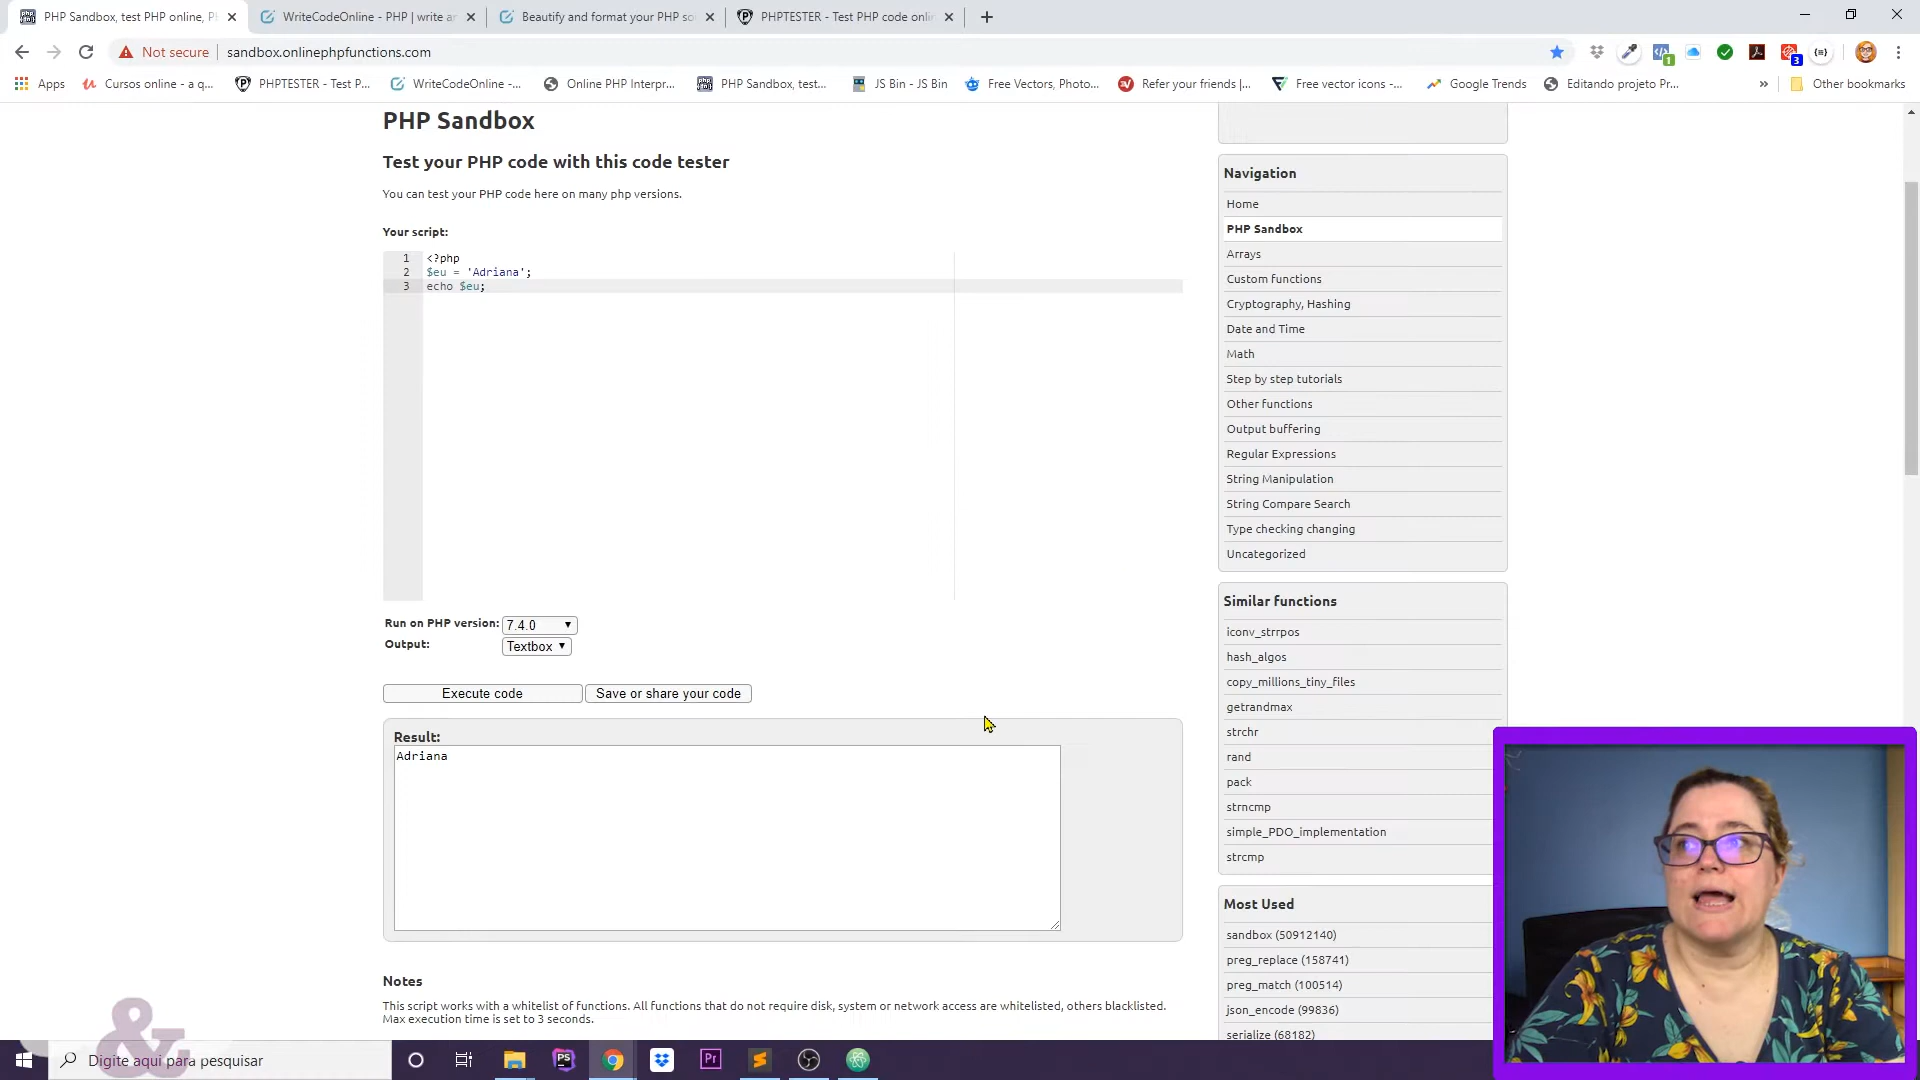 PHP Sandbox, test PHP online, P
WriteCodeOnline - PHP | write an
Beautify and format your PHP so
PHPTESTER - Test PHP code onli
Not secure
sandbox.onlinephpfunctions.com
1
3
Apps
Cursos online - a q...
PHPTESTER - Test P...
WriteCodeOnline -...
Online PHP Interpr...
PHP Sandbox, test...
JS Bin - JS Bin
Free Vectors, Photo...
Refer your friends |...
Free vector icons -...
Google Trends
Editando projeto Pr...
»
Other bookmarks
PHP Sandbox
Test your PHP code with this code tester
You can test your PHP code here on many php versions.
Your script:
1 <?php
2 $eu = 'Adriana';
3 echo $eu;
Run on PHP version: 7.4.0
Output: Textbox
Execute code
Save or share your code
Result:
Adriana
Notes
This script works with a whitelist of functions. All functions that do not require disk, system or network access are whitelisted, others blacklisted.
Max execution time is set to 3 seconds.
Navigation
Home
PHP Sandbox
Arrays
Custom functions
Cryptography, Hashing
Date and Time
Math
Step by step tutorials
Other functions
Output buffering
Regular Expressions
String Manipulation
String Compare Search
Type checking changing
Uncategorized
Similar functions
iconv_strrpos
hash_algos
copy_millions_tiny_files
getrandmax
strchr
rand
pack
strncmp
simple_PDO_implementation
strcmp
Most Used
sandbox (50912140)
preg_replace (158741)
preg_match (100514)
json_encode (99836)
serialize (68182)
&
Digite aqui para pesquisar
PS
Pr